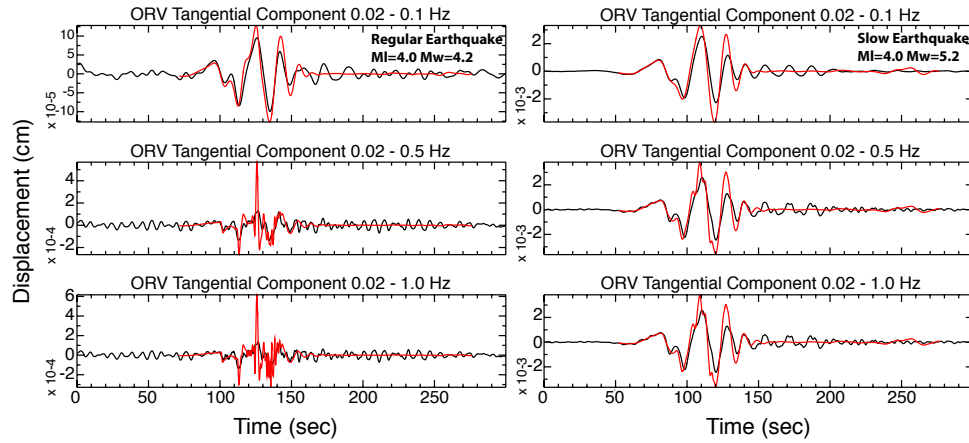 ORV Tangential Component 0.02 - 0.1 Hz
10
5
0
-5
-10
x 10-5
Regular Earthquake
Ml=4.0 Mw=4.2
ORV Tangential Component 0.02 - 0.1 Hz
2
0
-2
x 10-3
Slow Earthquake
Ml=4.0 Mw=5.2
Displacement (cm)
ORV Tangential Component 0.02 - 0.5 Hz
4
2
0
-2
x 10-4
ORV Tangential Component 0.02 - 0.5 Hz
2
0
-2
x 10-3
ORV Tangential Component 0.02 - 1.0 Hz
6
4
2
0
x 10-4
0 50 100 150 200 250
Time (sec)
ORV Tangential Component 0.02 - 1.0 Hz
2
0
-2
x 10-3
0 50 100 150 200 250
Time (sec)